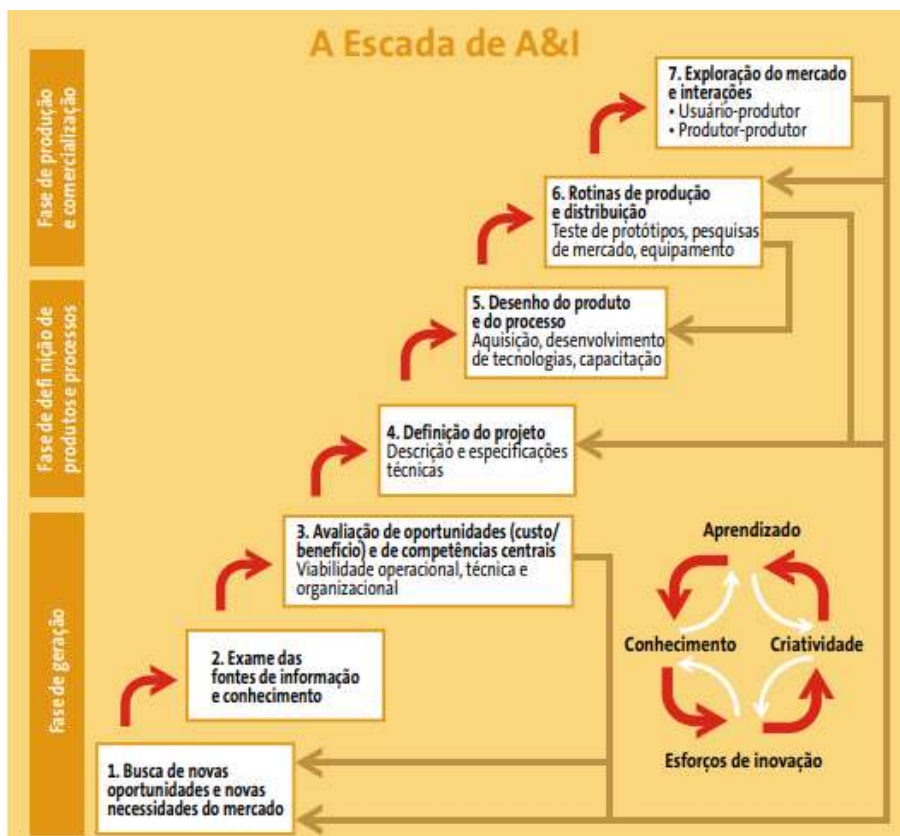 A Escada de A&I
Fase de produção
e comercialização
7. Exploração do mercado
e interações
• Usuário-produtor
• Produtor-produtor
6. Rotinas de produção
e distribuição
Teste de protótipos, pesquisas
de mercado, equipamento
Fase de defi nição de
produtos e processos
5. Desenho do produto
e do processo
Aquisição, desenvolvimento
de tecnologias, capacitação
4. Definição do projeto
Descrição e especificações
técnicas
Fase de geração
3. Avaliação de oportunidades (custo/
benefício) e de competências centrais
Viabilidade operacional, técnica e
organizacional
2. Exame das
fontes de informação
e conhecimento
1. Busca de novas
oportunidades e novas
necessidades do mercado
Aprendizado
Conhecimento
Criatividade
Esforços de inovação